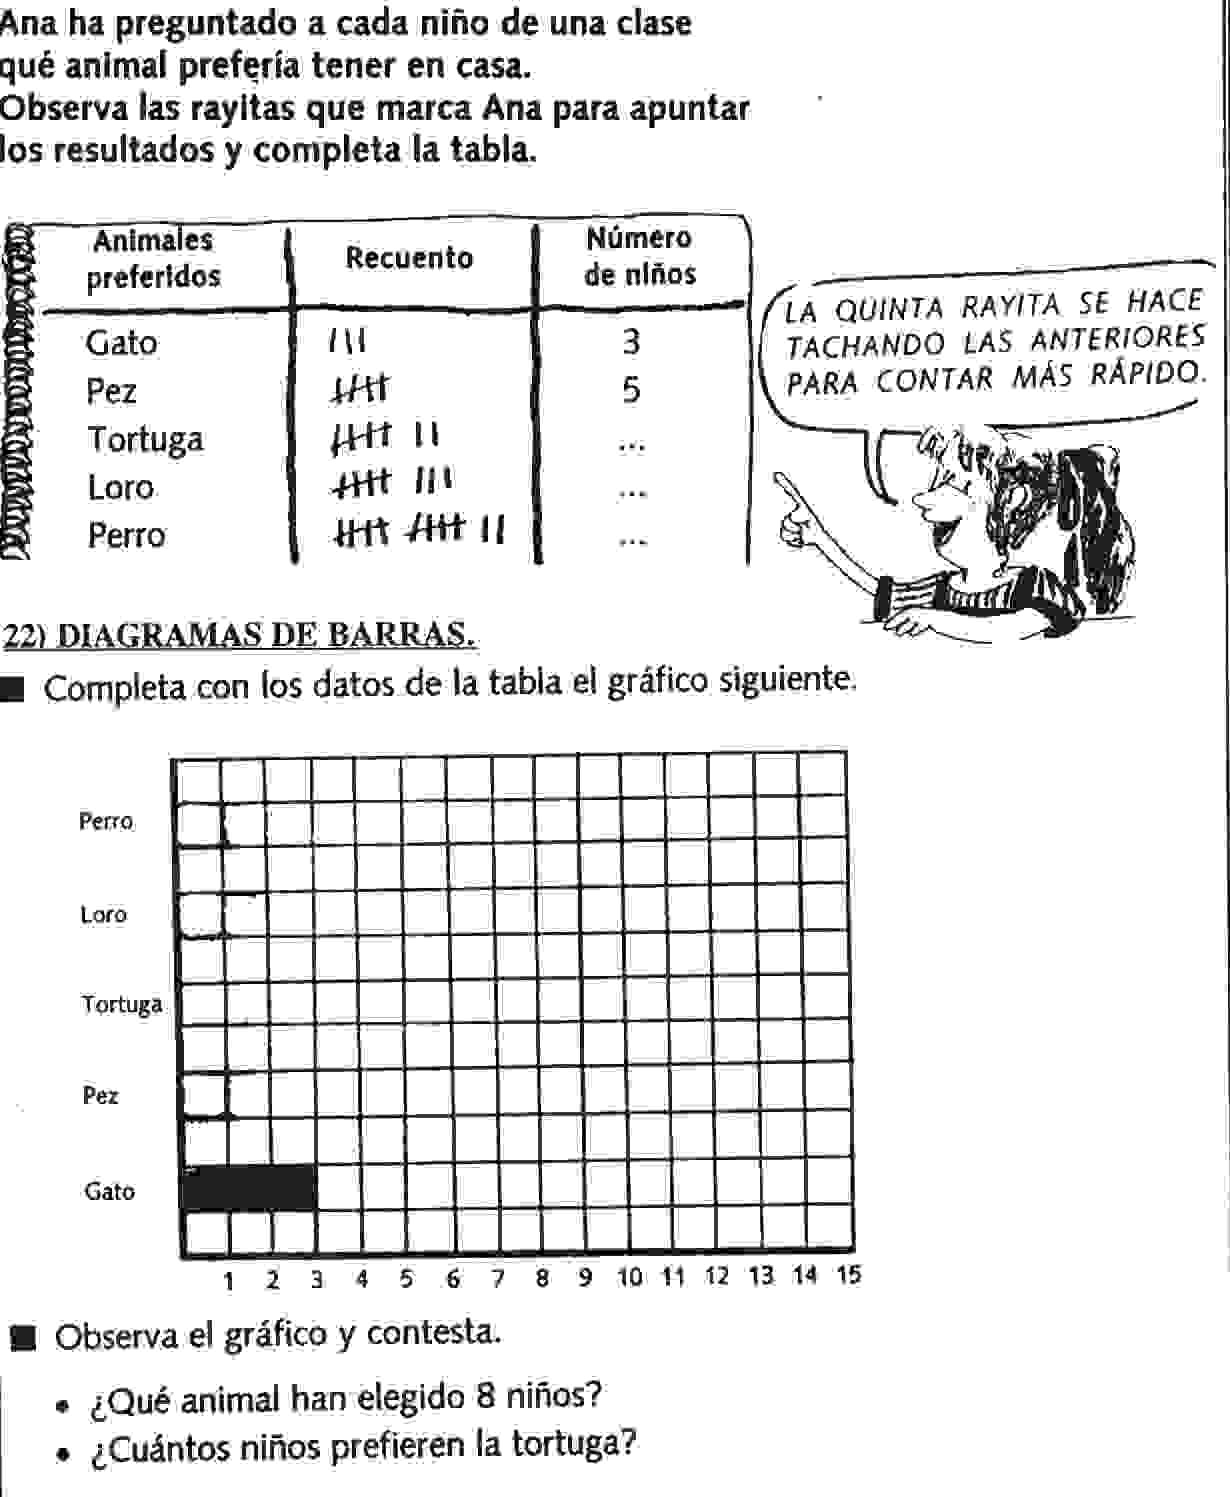 Ana ha preguntado a cada niño de una clase
qué animal prefería tener en casa.
Observa las rayitas que marca Ana para apuntar
los resultados y completa la tabla.
Animales preferidos Recuento Número de niños
Gato 3
Pez 5
Tortuga ...
Loro ...
Perro ...
LA QUINTA RAYITA SE HACE
TACHANDO LAS ANTERIORES
PARA CONTAR MÁS RÁPIDO.
22) DIAGRAMAS DE BARRAS.
Completa con los datos de la tabla el gráfico siguiente.
Perro
Loro
Tortuga
Pez
Gato
1 2 3 4 5 6 7 8 9 10 11 12 13 14 15
Observa el gráfico y contesta.
• ¿Qué animal han elegido 8 niños?
• ¿Cuántos niños prefieren la tortuga?